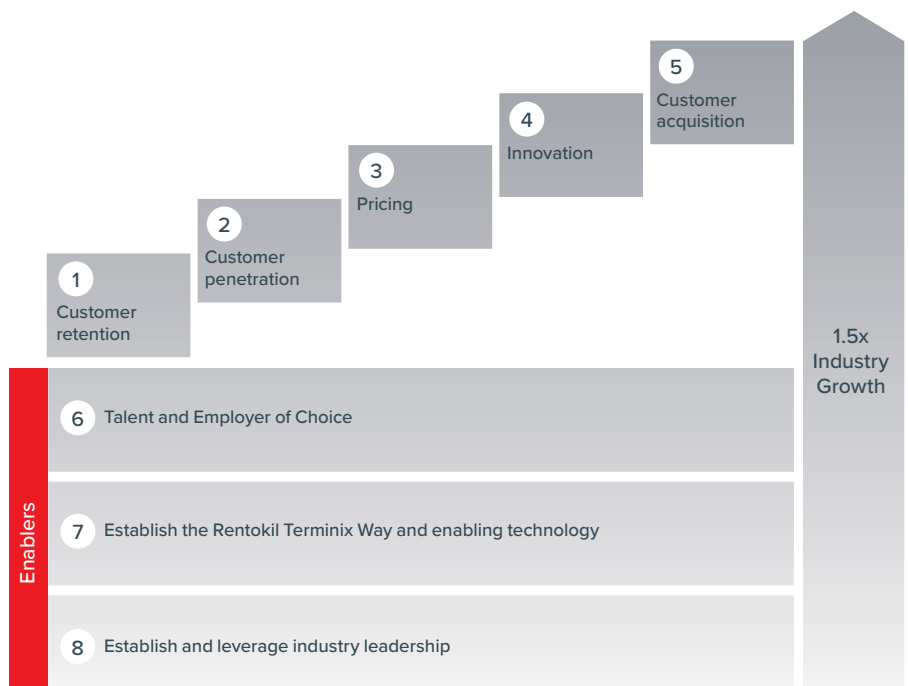 1
Customer
retention
2
Customer
penetration
3
Pricing
4
Innovation
5
Customer
acquisition
1.5x
Industry
Growth
Enablers
6 Talent and Employer of Choice
7 Establish the Rentokil Terminix Way and enabling technology
8 Establish and leverage industry leadership